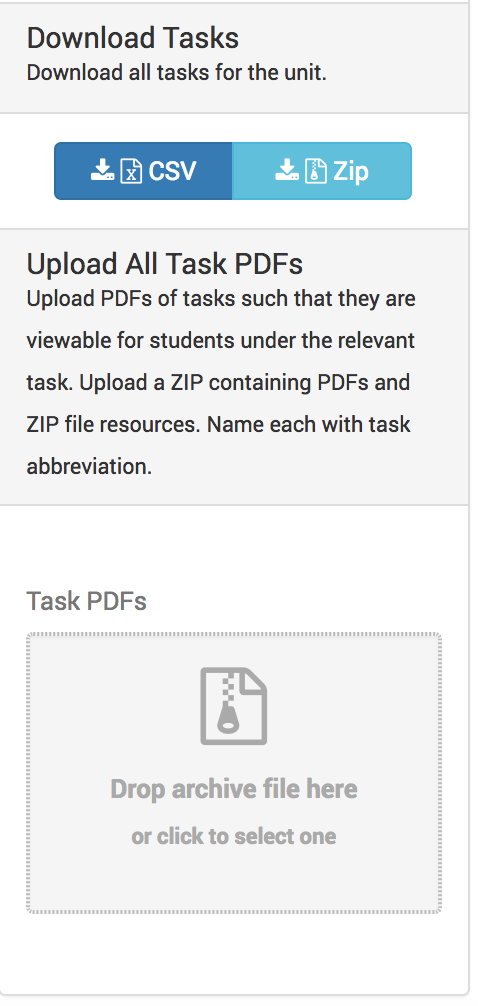 Download Tasks
Download all tasks for the unit.
CSV Zip
Upload All Task PDFs
Upload PDFs of tasks such that they are
viewable for students under the relevant
task. Upload a ZIP containing PDFs and
ZIP file resources. Name each with task
abbreviation.
Task PDFs
Drop archive file here
or click to select one